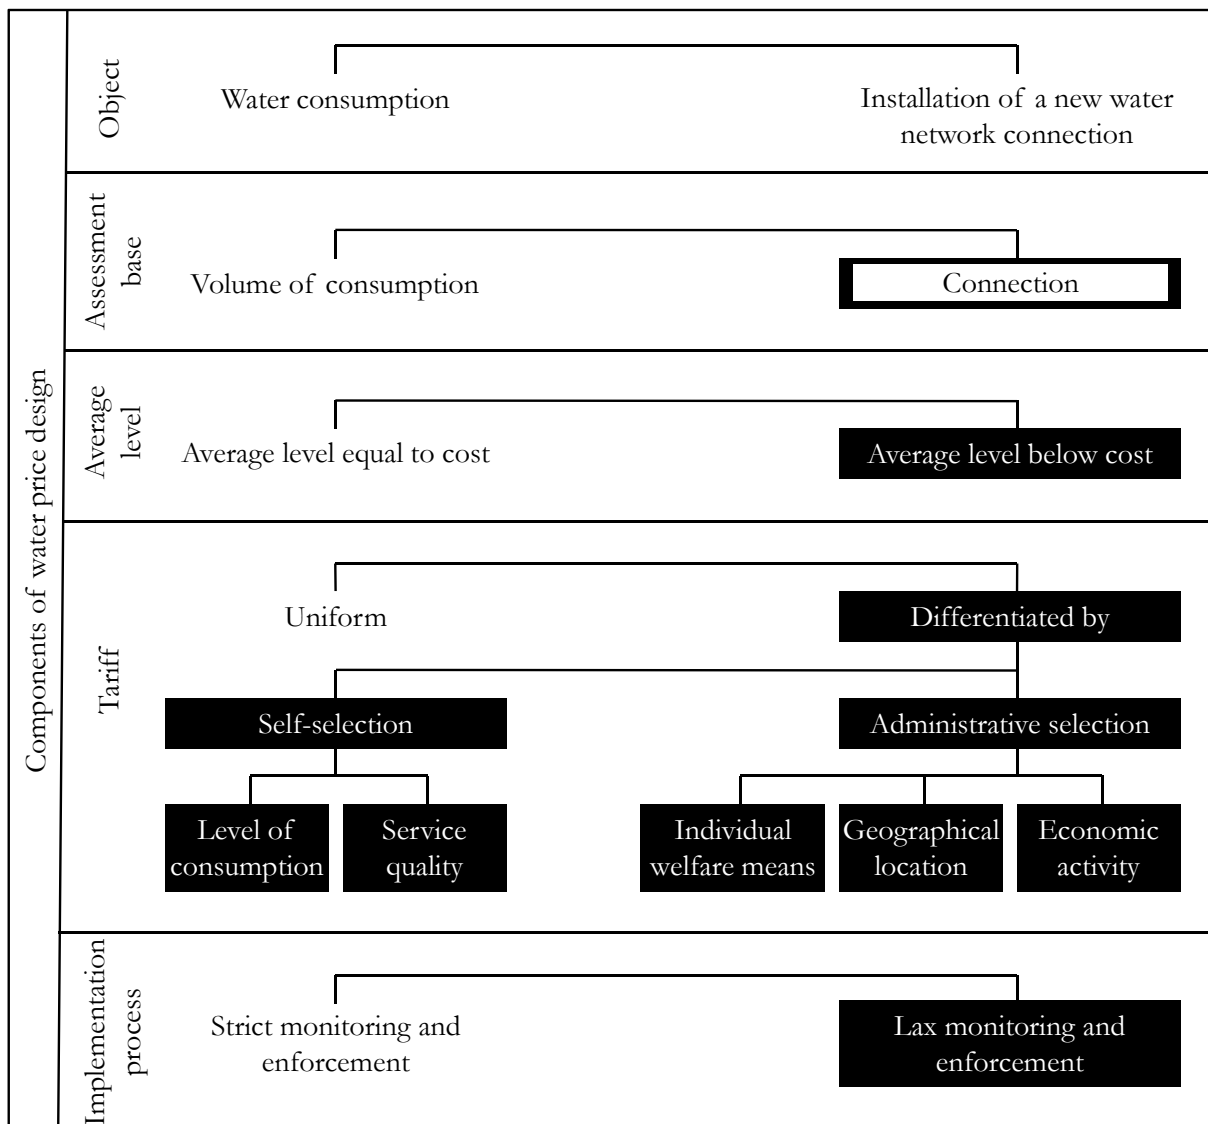 Components of water price design
Object
Water consumption
Installation of a new water
network connection
Assessment
base
Volume of consumption
Connection
Average
level
Average level equal to cost
Average level below cost
Tariff
Uniform
Differentiated by
Self-selection
Administrative selection
Level of
consumption
Service
quality
Individual
welfare means
Geographical
location
Economic
activity
Implementation
process
Strict monitoring and
enforcement
Lax monitoring and
enforcement